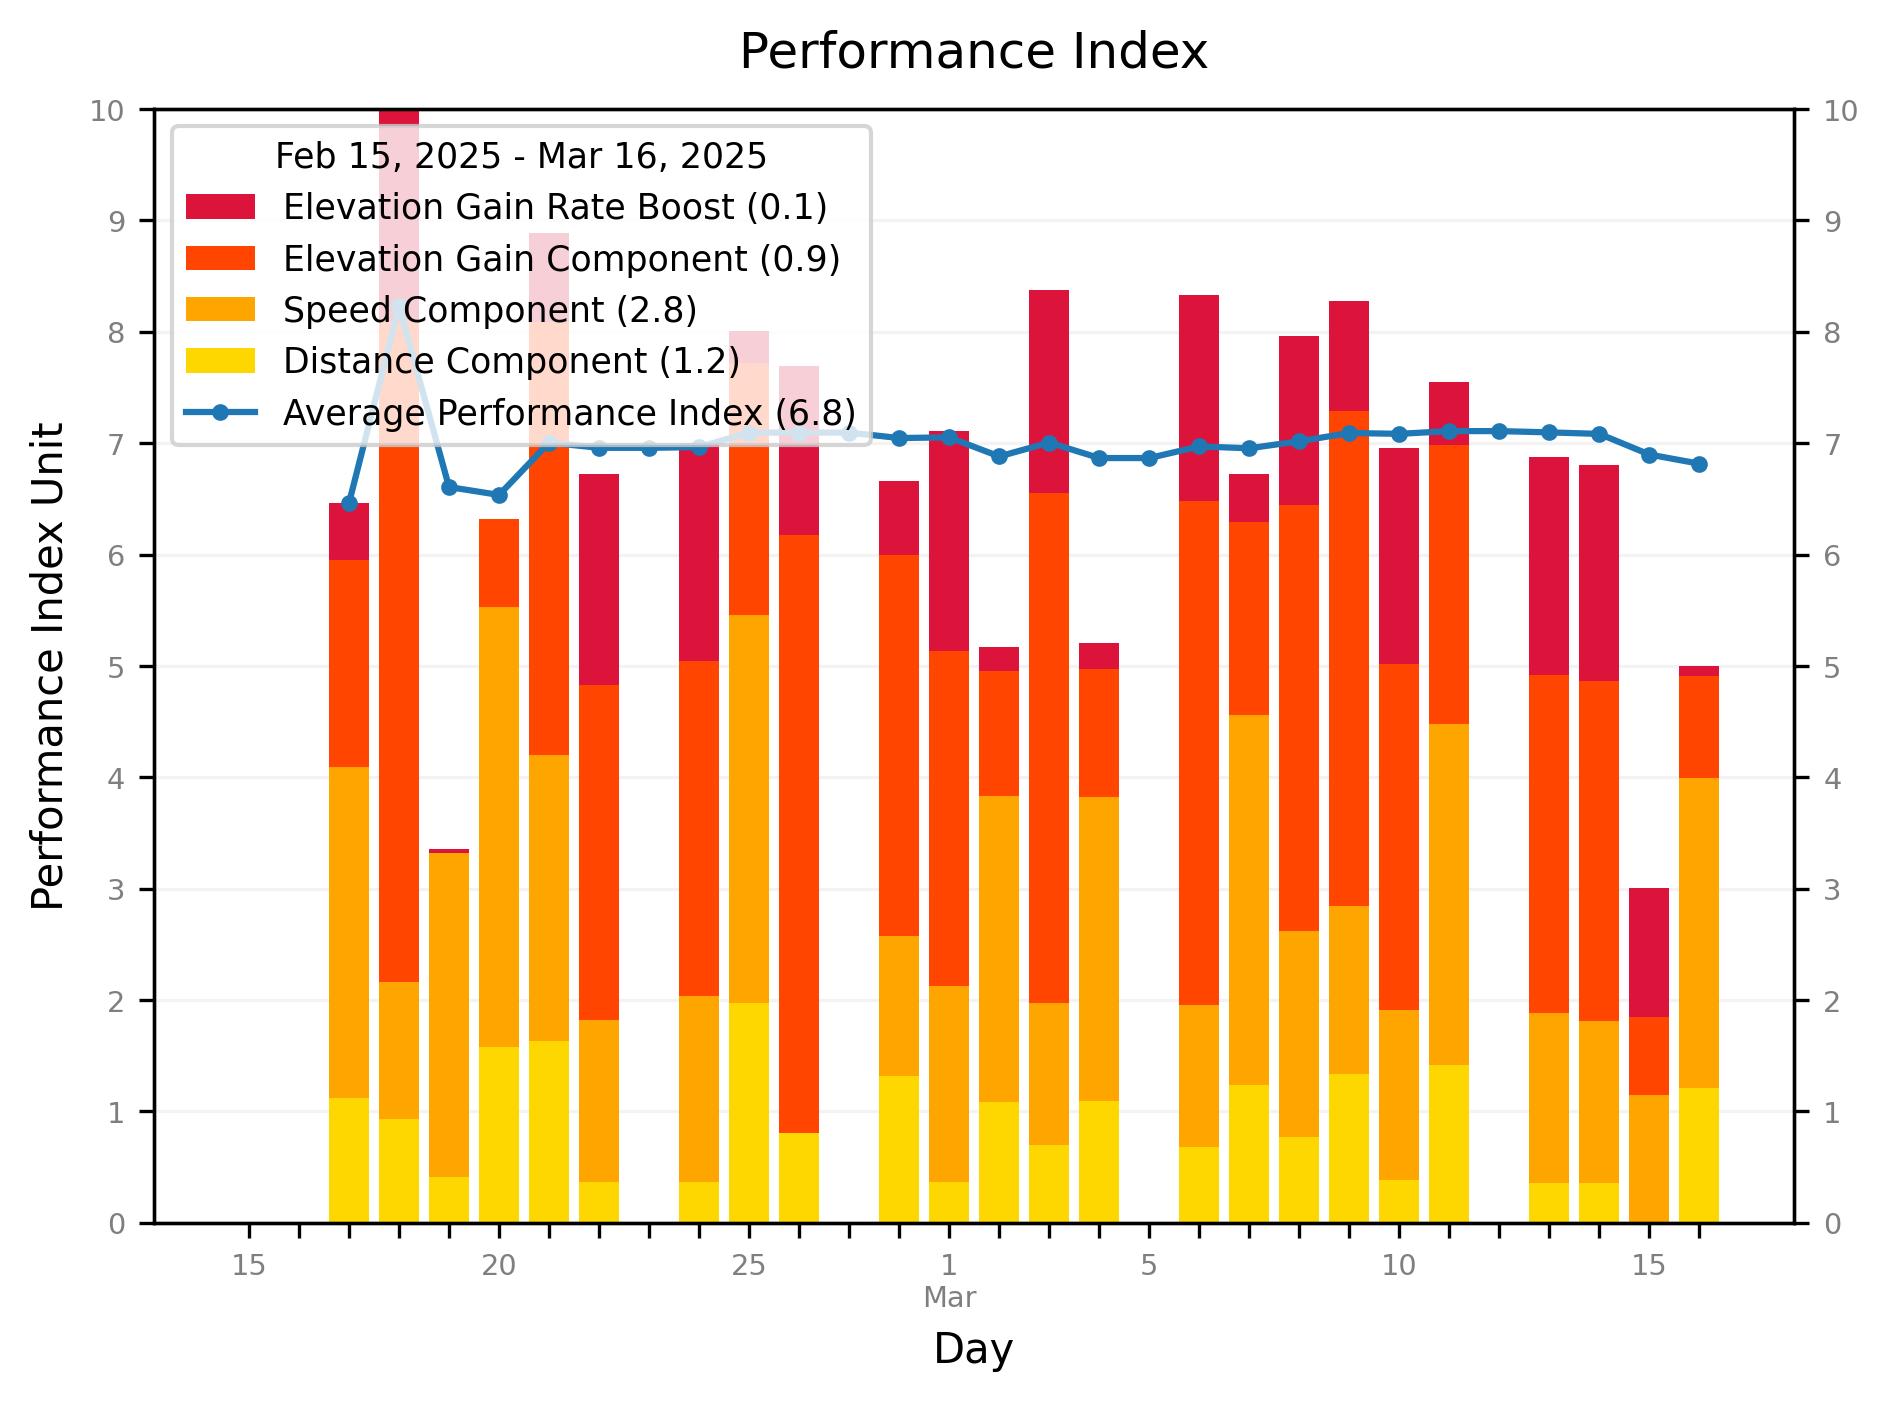 Performance Index
Feb 15, 2025 - Mar 16, 2025
Elevation Gain Rate Boost (0.1)
Elevation Gain Component (0.9)
Speed Component (2.8)
Distance Component (1.2)
Average Performance Index (6.8)
Performance Index Unit
10
9
8
7
6
5
4
3
2
1
0
10
9
8
7
6
5
4
3
2
1
0
15 20 25 1 5 10 15
Mar
Day